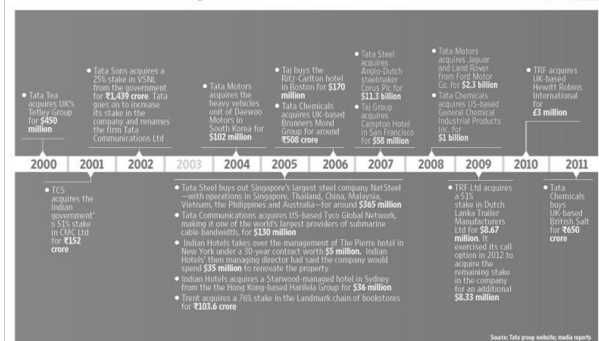 • Tata Tea
acquires UK's
Tetley Group
for $450
million
• Tata Sons acquires a
25% stake in VSNL
from the government
for ₹1,439 crore. Tata
goes on to increase
its stake in the
company and renames
the firm Tata
Communications Ltd
• Tata Motors
acquires the
heavy vehicles
unit of Daewoo
Motors in
South Korea for
$102 million
• Taj buys the
Ritz-Carlton hotel
in Boston for $170
million
• Tata Chemicals
acquires UK-based
Brunners Mond
Group for around
₹508 crore
• Tata Steel
acquires
Anglo-Dutch
steelmaker
Corus Plc for
$11.3 billion
• Taj Group
acquires
Campton Hotel
in San Francisco
for $58 million
• Tata Motors
acquires Jaguar
and Land Rover
from Ford Motor
Co. for $2.3 billion
• Tata Chemicals
acquires US-based
General Chemical
Industrial Products
Inc. for
$1 billion
• TRF acquires
UK-based
Hewitt Robins
International
for
£3 million
2000 2001 2002 2003 2004 2005 2006 2007 2008 2009 2010 2011
• TCS
acquires the
Indian
government'
s 51% stake
in CMC Ltd
for ₹152
crore
• Tata Steel buys out Singapore's largest steel company NatSteel
—with operations in Singapore, Thailand, China, Malaysia,
Vietnam, the Philippines and Australia—for around $365 million
• Tata Communications acquires US-based Tyco Global Network,
making it one of the world's largest providers of submarine
cable bandwidth, for $130 million
• Indian Hotels takes over the management of The Pierre hotel in
New York under a 30-year contract worth $5 million. Indian
Hotels' then managing director had said the company would
spend $35 million to renovate the property
• Indian Hotels acquires a Starwood-managed hotel in Sydney
from the the Hong Kong-based Harilela Group for $36 million
• Trent acquires a 76% stake in the Landmark chain of bookstores
for ₹103.6 crore
• TRF Ltd acquires
a 51%
stake in Dutch
Lanka Trailer
Manufacturers
Ltd for $8.67
million. It
exercised its call
option in 2012 to
acquire the
remaining stake
in the company
for an additional
$8.33 million
• Tata
Chemicals
buys
UK-based
British Salt
for ₹650
crore
Source: Tata group website; media reports